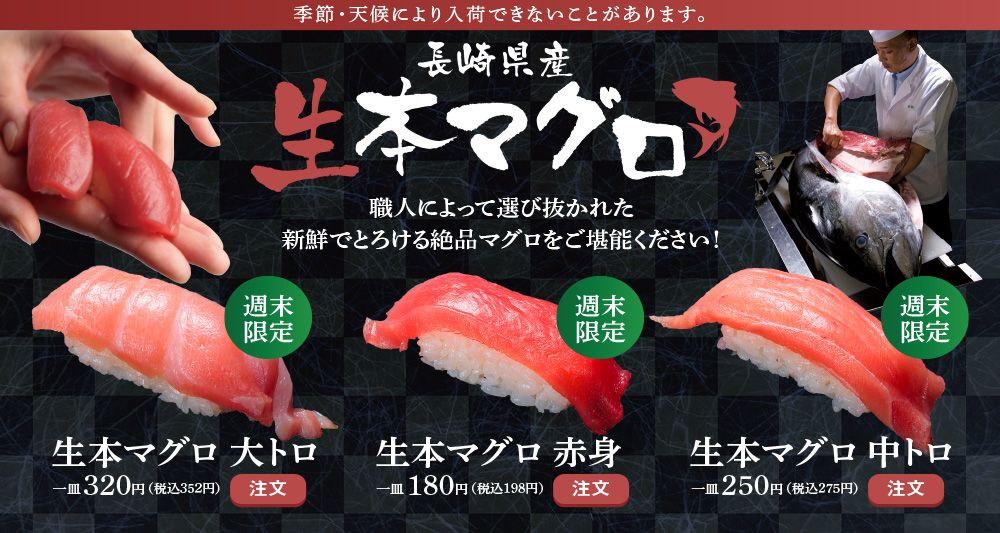 季節・天候により入荷できないことがあります。
長崎県産
生本マグロ
職人によって選び抜かれた
新鮮でとろける絶品マグロをご堪能ください！
週末
限定
週末
限定
週末
限定
生本マグロ 大トロ
一皿320円（税込352円）
注文
生本マグロ 赤身
一皿180円（税込198円）
注文
生本マグロ 中トロ
一皿250円（税込275円）
注文